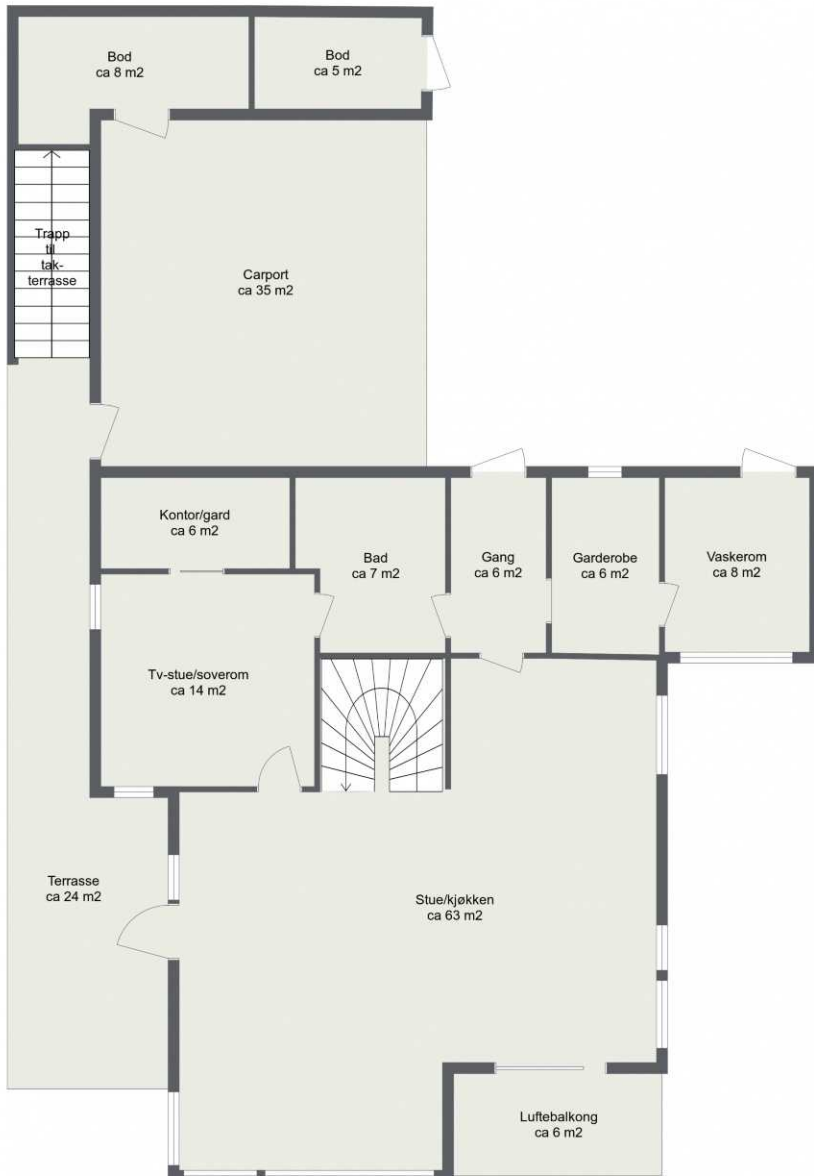 Bod
ca 8 m2
Bod
ca 5 m2
Trapp
til
tak-
terrasse
Carport
ca 35 m2
Kontor/gard
ca 6 m2
Bad
ca 7 m2
Gang
ca 6 m2
Garderobe
ca 6 m2
Vaskerom
ca 8 m2
Tv-stue/soverom
ca 14 m2
Terrasse
ca 24 m2
Stue/kjøkken
ca 63 m2
Luftebalkong
ca 6 m2